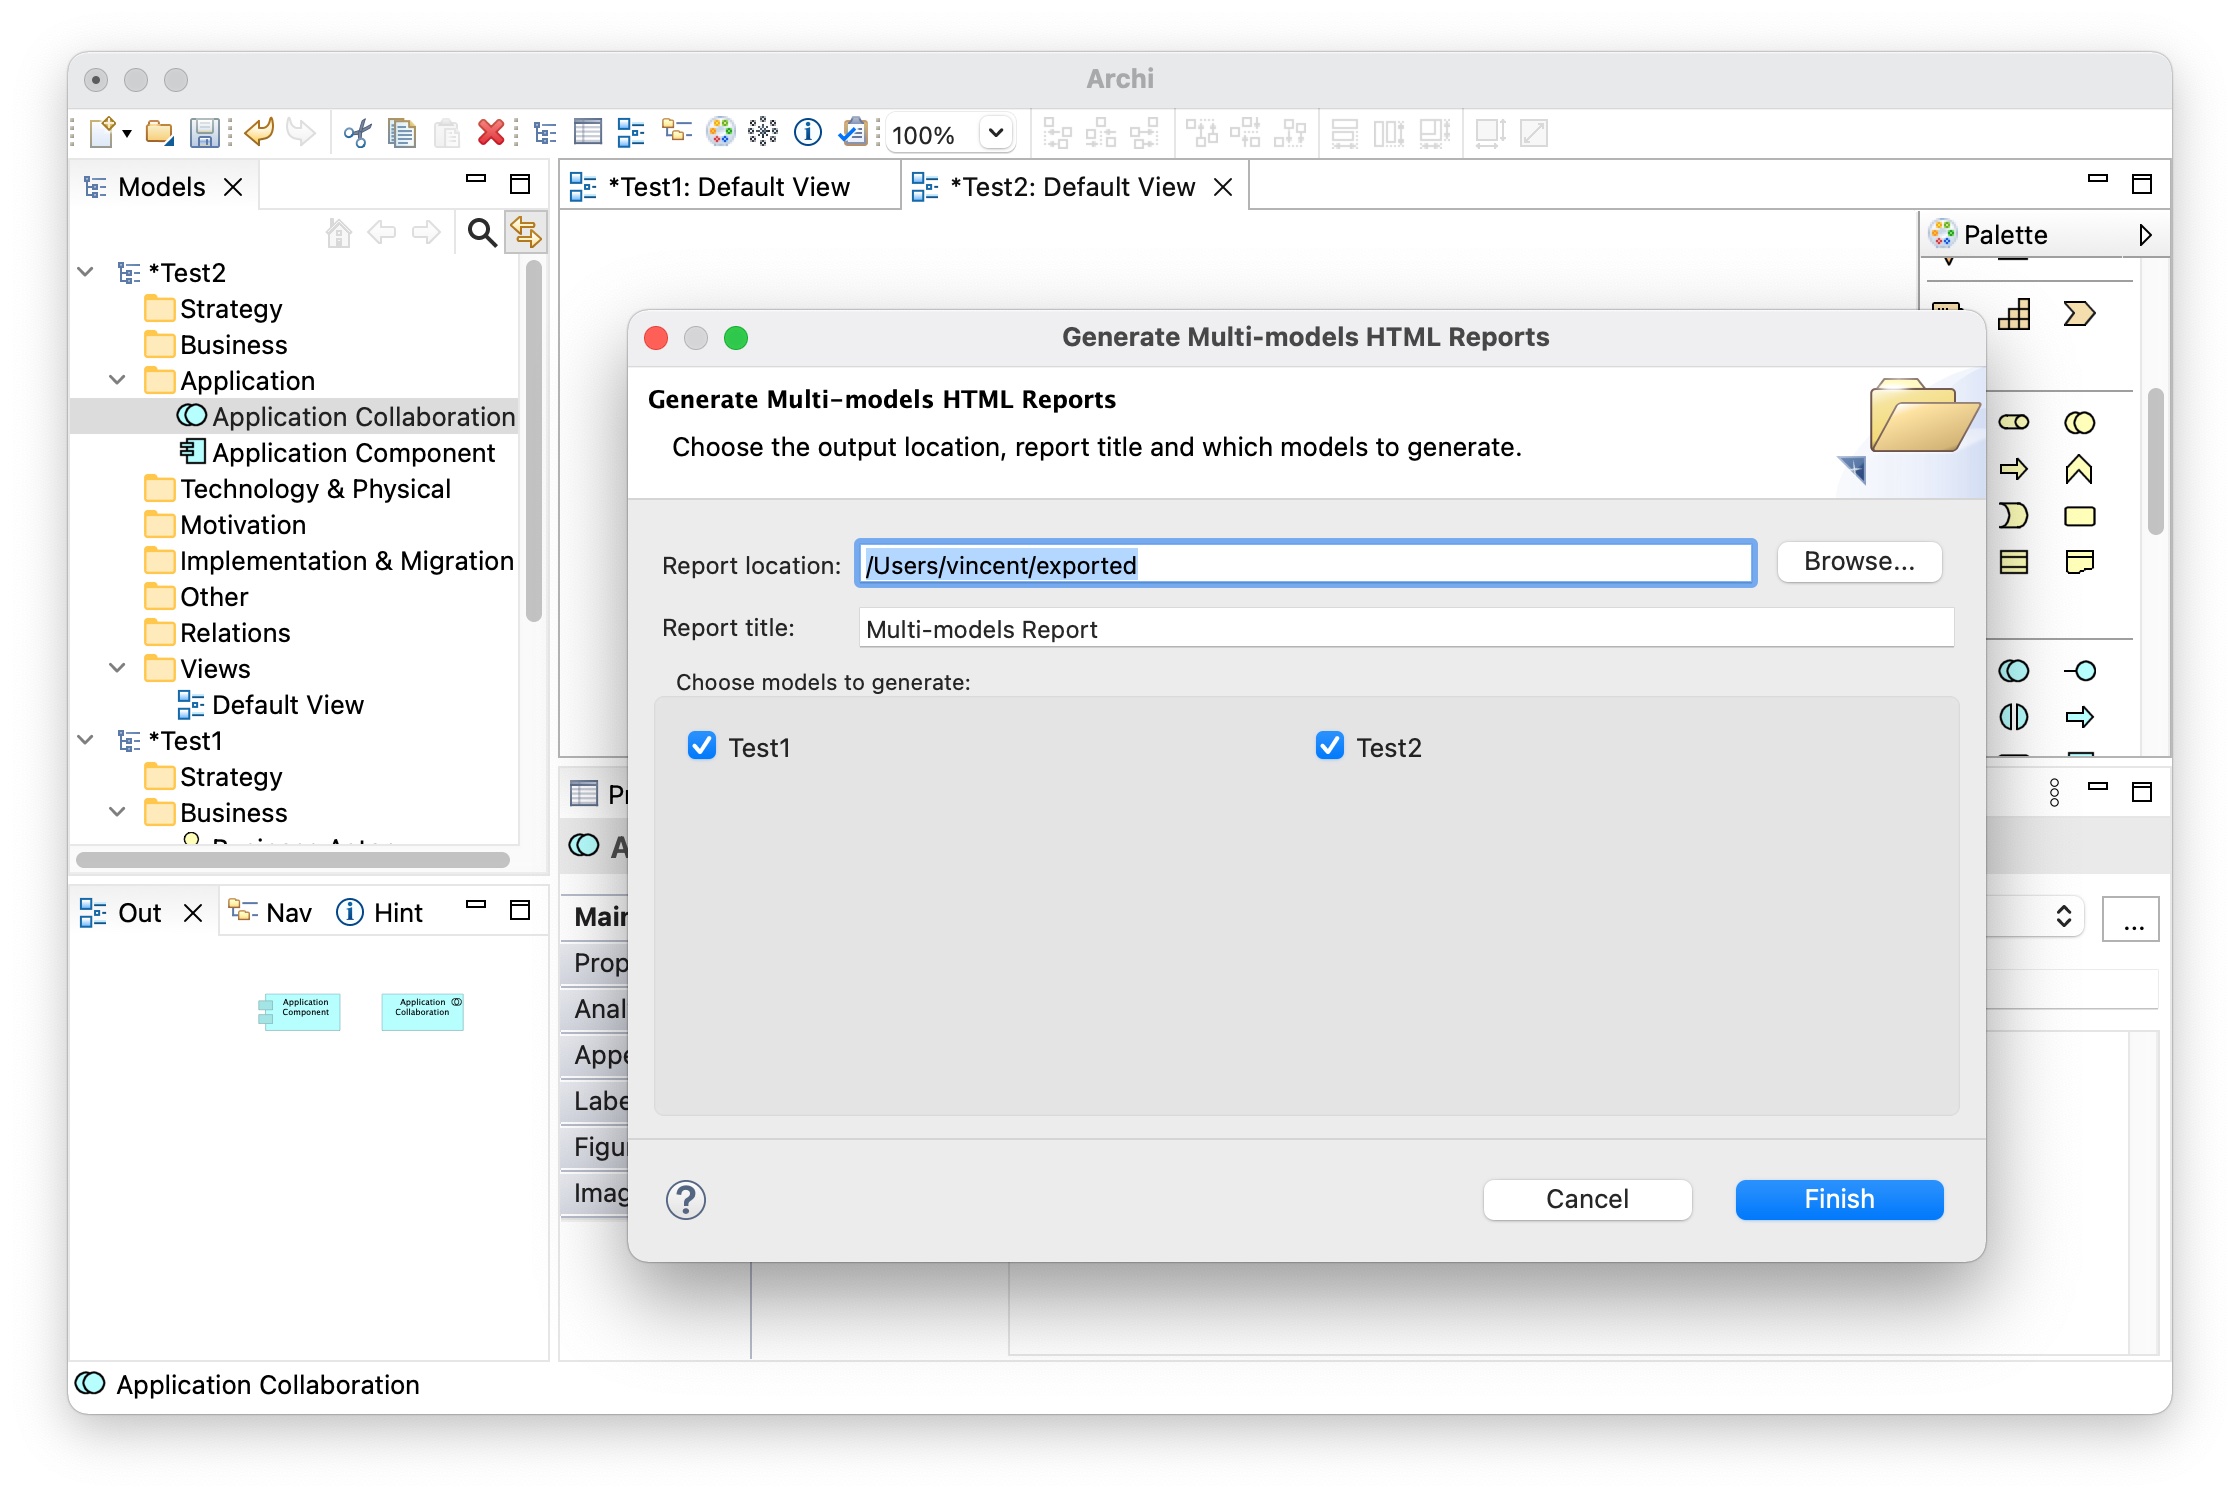 Archi
100%
Models
*Test1: Default View
*Test2: Default View
Palette
*Test2
Strategy
Business
Application
Application Collaboration
Application Component
Technology & Physical
Motivation
Implementation & Migration
Other
Relations
Views
Default View
*Test1
Strategy
Business
Generate Multi-models HTML Reports
Generate Multi-models HTML Reports
Choose the output location, report title and which models to generate.
Report location:
/Users/vincent/exported
Browse...
Report title:
Multi-models Report
Choose models to generate:
Test1
Test2
Cancel
Finish
Out
Nav
Hint
Application
Component
Application
Collaboration
Main
Prop
Anal
Appe
Labe
Figu
Imag
...
Application Collaboration